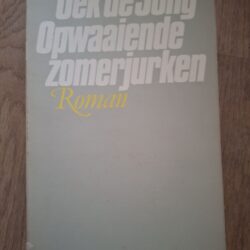 Oek de Jong
Opwaaiende
zomerjurken
Roman